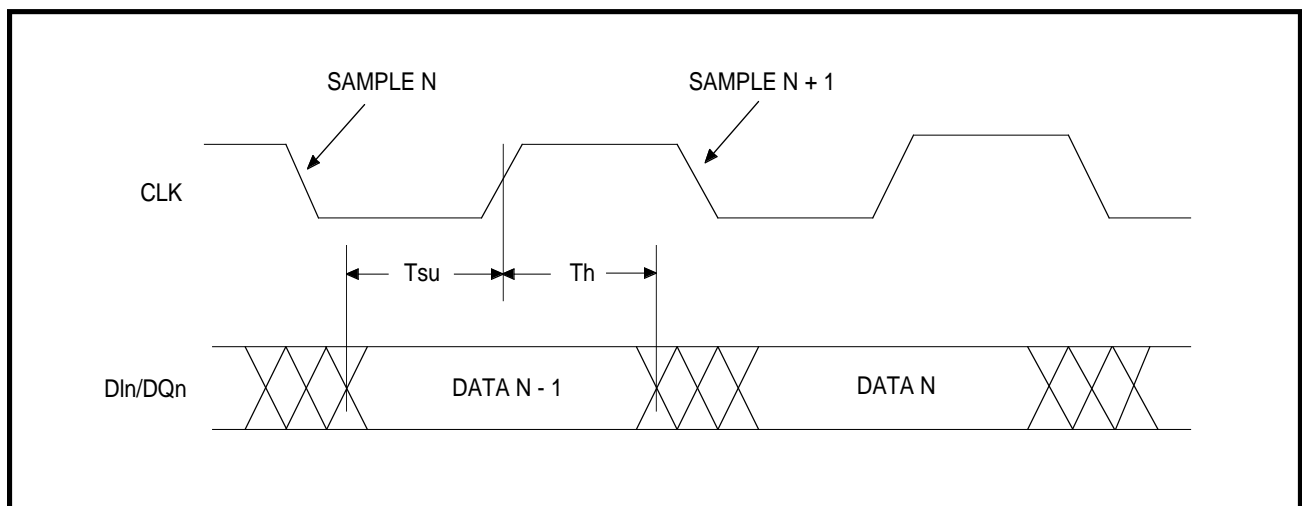 SAMPLE N
SAMPLE N + 1
CLK
Tsu
Th
DIn/DQn
DATA N - 1
DATA N